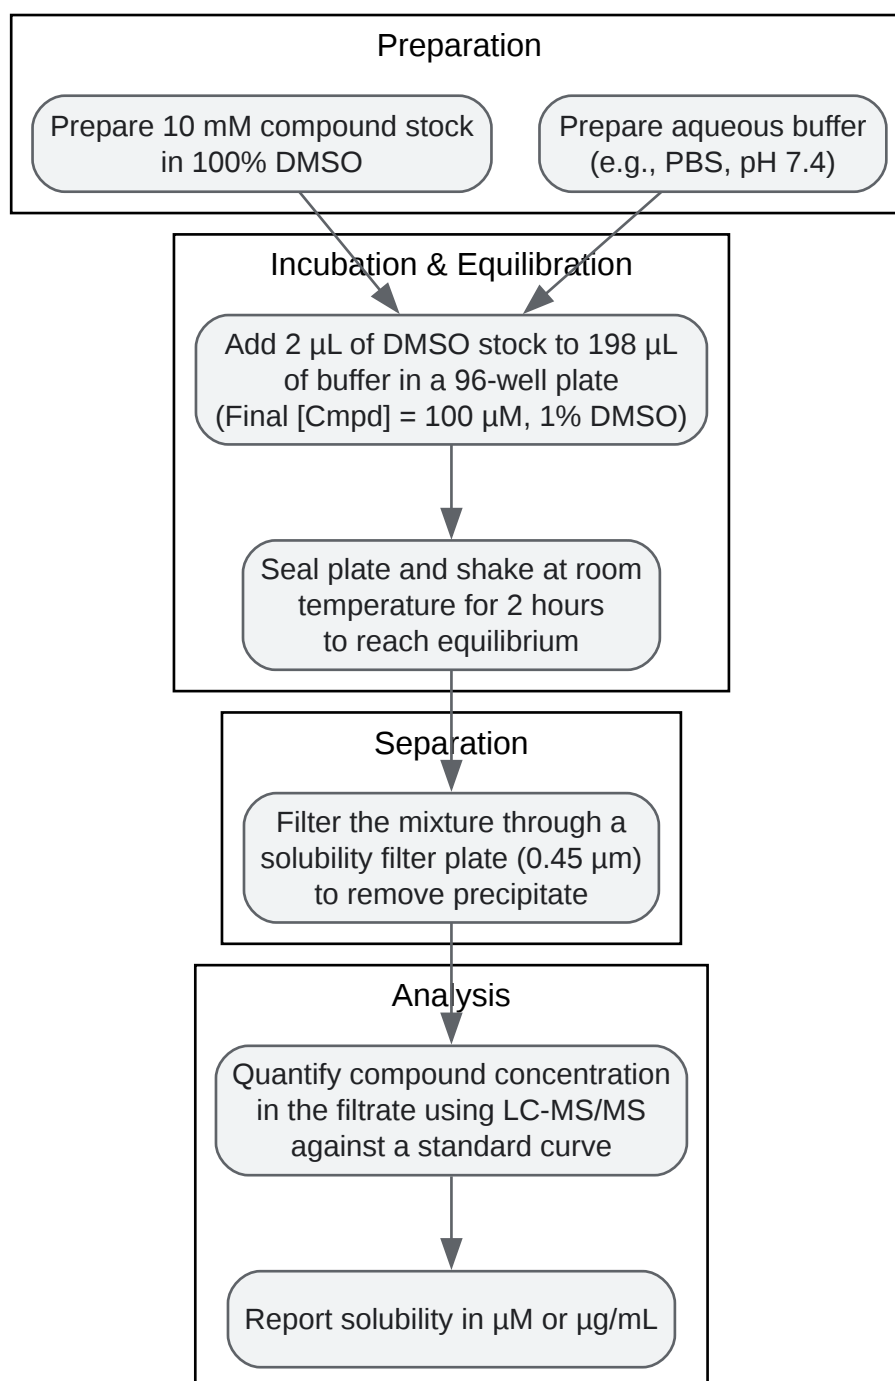 Preparation
Prepare 10 mM compound stock
in 100% DMSO
Prepare aqueous buffer
(e.g., PBS, pH 7.4)
Incubation & Equilibration
Add 2 µL of DMSO stock to 198 µL
of buffer in a 96-well plate
(Final [Cmpd] = 100 µM, 1% DMSO)
Seal plate and shake at room
temperature for 2 hours
to reach equilibrium
Separation
Filter the mixture through a
solubility filter plate (0.45 µm)
to remove precipitate
Analysis
Quantify compound concentration
in the filtrate using LC-MS/MS
against a standard curve
Report solubility in µM or µg/mL